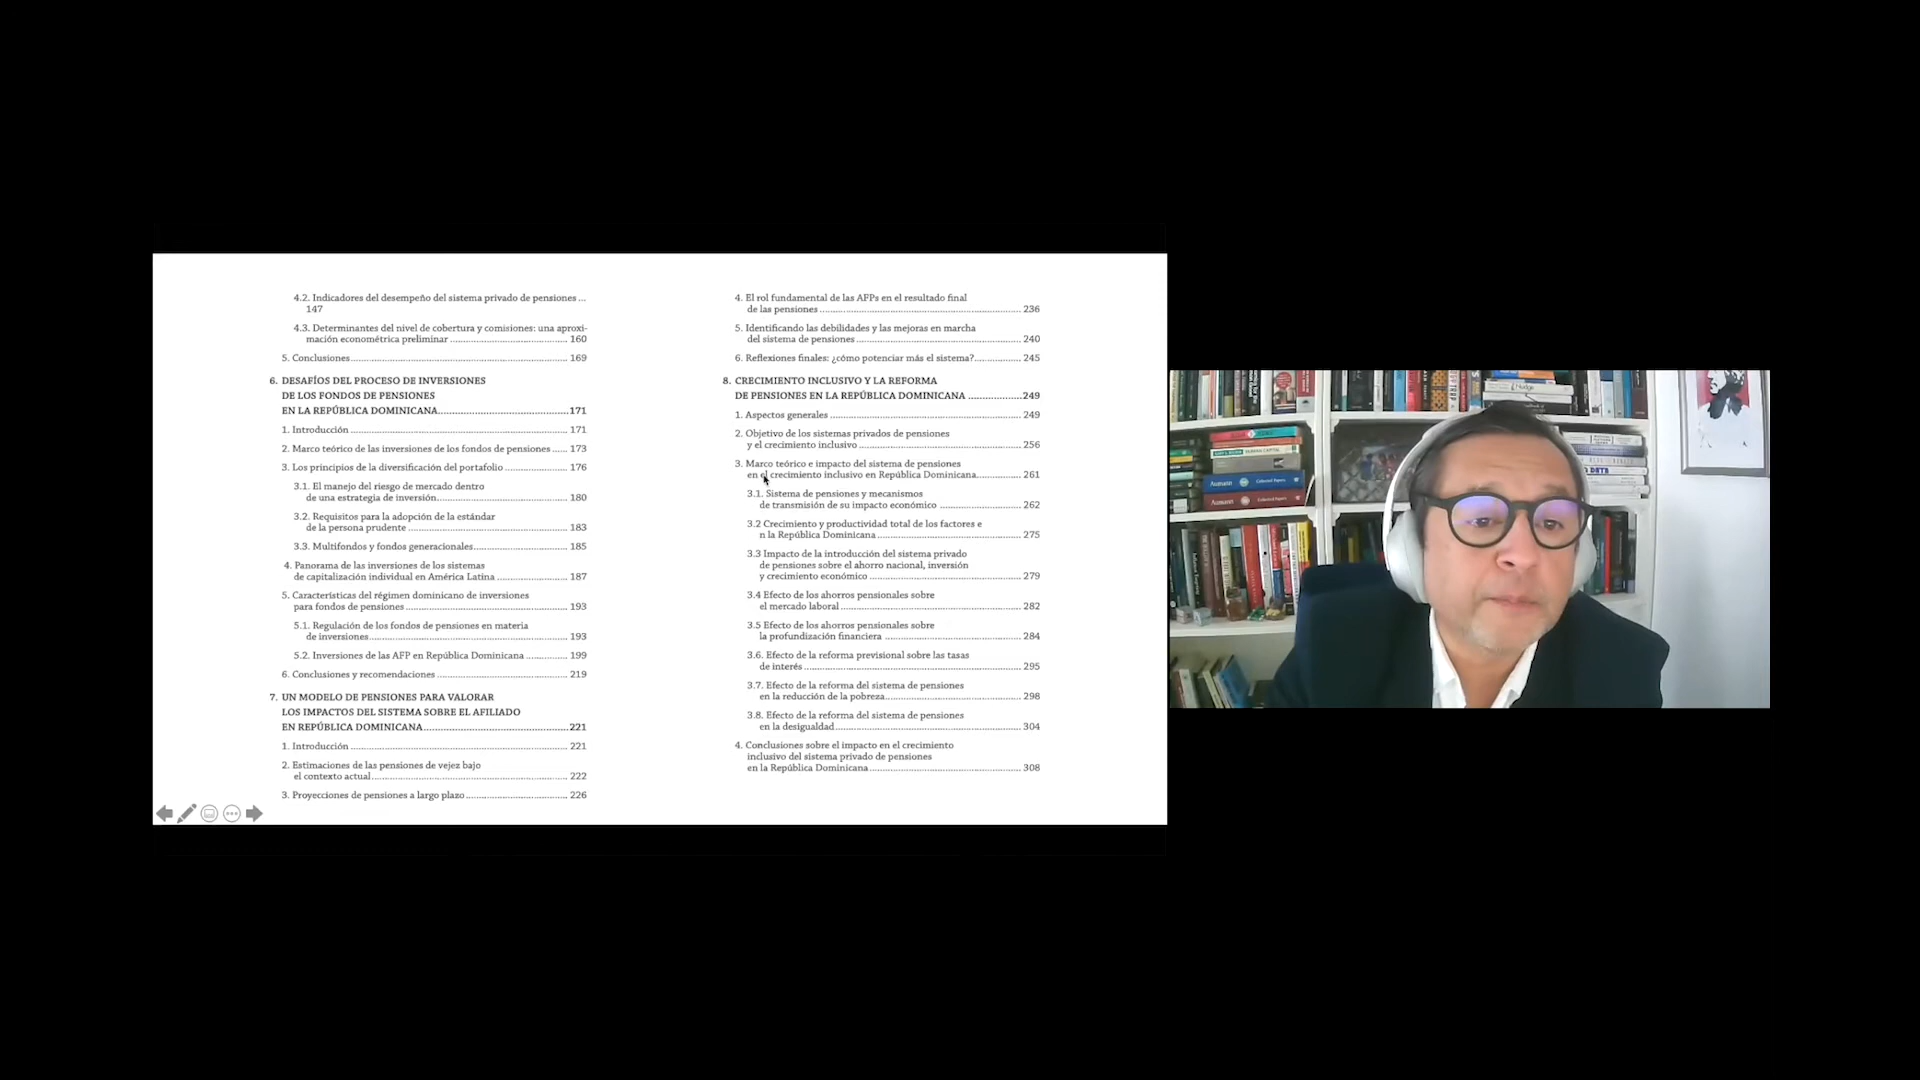 4.2. Indicadores del desempeño del sistema privado de pensiones ...
147
4.3. Determinantes del nivel de cobertura y comisiones: una aproxi-
mación econométrica preliminar ........................................ 160
5. Conclusiones........................................................................... 169
6. DESAFÍOS DEL PROCESO DE INVERSIONES
DE LOS FONDOS DE PENSIONES
EN LA REPÚBLICA DOMINICANA............................................171
1. Introducción ........................................................................... 171
2. Marco teórico de las inversiones de los fondos de pensiones ..... 173
3. Los principios de la diversificación del portafolio ..................... 176
3.1. El manejo del riesgo de mercado dentro
de una estrategia de inversión............................................. 180
3.2. Requisitos para la adopción de la estándar
de la persona prudente ...................................................... 183
3.3. Multifondos y fondos generacionales................................ 185
4. Panorama de las inversiones de los sistemas
de capitalización individual en América Latina ........................ 187
5. Características del régimen dominicano de inversiones
para fondos de pensiones ....................................................... 193
5.1. Regulación de los fondos de pensiones en materia
de inversiones.................................................................... 193
5.2. Inversiones de las AFP en República Dominicana .............. 199
6. Conclusiones y recomendaciones ............................................. 219
7. UN MODELO DE PENSIONES PARA VALORAR
LOS IMPACTOS DEL SISTEMA SOBRE EL AFILIADO
EN REPÚBLICA DOMINICANA.................................................221
1. Introducción ........................................................................... 221
2. Estimaciones de las pensiones de vejez bajo
el contexto actual.................................................................... 222
3. Proyecciones de pensiones a largo plazo ................................... 226
4. El rol fundamental de las AFPs en el resultado final
de las pensiones ..................................................................... 236
5. Identificando las debilidades y las mejoras en marcha
del sistema de pensiones ......................................................... 240
6. Reflexiones finales: ¿cómo potenciar más el sistema?................ 245
8. CRECIMIENTO INCLUSIVO Y LA REFORMA
DE PENSIONES EN LA REPÚBLICA DOMINICANA ..................249
1. Aspectos generales .................................................................. 249
2. Objetivo de los sistemas privados de pensiones
y el crecimiento inclusivo ........................................................ 256
3. Marco teórico e impacto del sistema de pensiones
en el crecimiento inclusivo en República Dominicana............... 261
3.1. Sistema de pensiones y mecanismos
de transmisión de su impacto económico ........................... 262
3.2 Crecimiento y productividad total de los factores e
n la República Dominicana................................................. 275
3.3 Impacto de la introducción del sistema privado
de pensiones sobre el ahorro nacional, inversión
y crecimiento económico .................................................... 279
3.4 Efecto de los ahorros pensionales sobre
el mercado laboral .............................................................. 282
3.5 Efecto de los ahorros pensionales sobre
la profundización financiera ............................................... 284
3.6. Efecto de la reforma previsional sobre las tasas
de interés .......................................................................... 295
3.7. Efecto de la reforma del sistema de pensiones
en la reducción de la pobreza.............................................. 298
3.8. Efecto de la reforma del sistema de pensiones
en la desigualdad................................................................ 304
4. Conclusiones sobre el impacto en el crecimiento
inclusivo del sistema privado de pensiones
en la República Dominicana .................................................... 308
Nudge
Aumann
Aumann